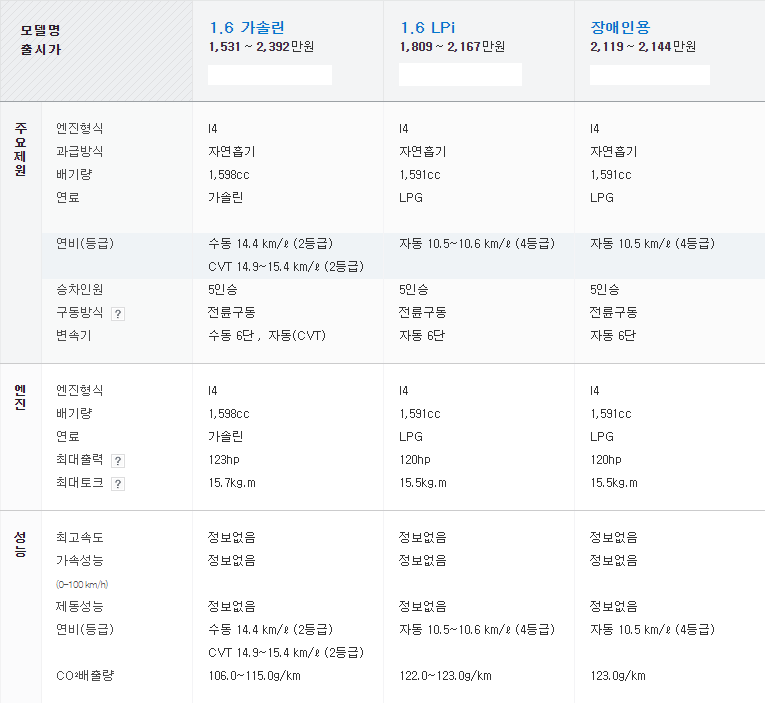 모델명 1.6 가솔린 1.6 LPi 장애인용
출시가 1,531 ~ 2,392만원 1,809 ~ 2,167만원 2,119 ~ 2,144만원
주요제원
엔진형식 I4 I4 I4
과급방식 자연흡기 자연흡기 자연흡기
배기량 1,598cc 1,591cc 1,591cc
연료 가솔린 LPG LPG
연비(등급) 수동 14.4 km/ℓ (2등급) 자동 10.5~10.6 km/ℓ (4등급) 자동 10.5 km/ℓ (4등급)
CVT 14.9~15.4 km/ℓ (2등급)
승차인원 5인승 5인승 5인승
구동방식 ? 전륜구동 전륜구동 전륜구동
변속기 수동 6단 , 자동(CVT) 자동 6단 자동 6단
엔진
엔진형식 I4 I4 I4
배기량 1,598cc 1,591cc 1,591cc
연료 가솔린 LPG LPG
최대출력 ? 123hp 120hp 120hp
최대토크 ? 15.7kg.m 15.5kg.m 15.5kg.m
성능
최고속도 정보없음 정보없음 정보없음
가속성능 정보없음 정보없음 정보없음
(0-100 km/h)
제동성능 정보없음 정보없음 정보없음
연비(등급) 수동 14.4 km/ℓ (2등급) 자동 10.5~10.6 km/ℓ (4등급) 자동 10.5 km/ℓ (4등급)
CVT 14.9~15.4 km/ℓ (2등급)
CO²배출량 106.0~115.0g/km 122.0~123.0g/km 123.0g/km